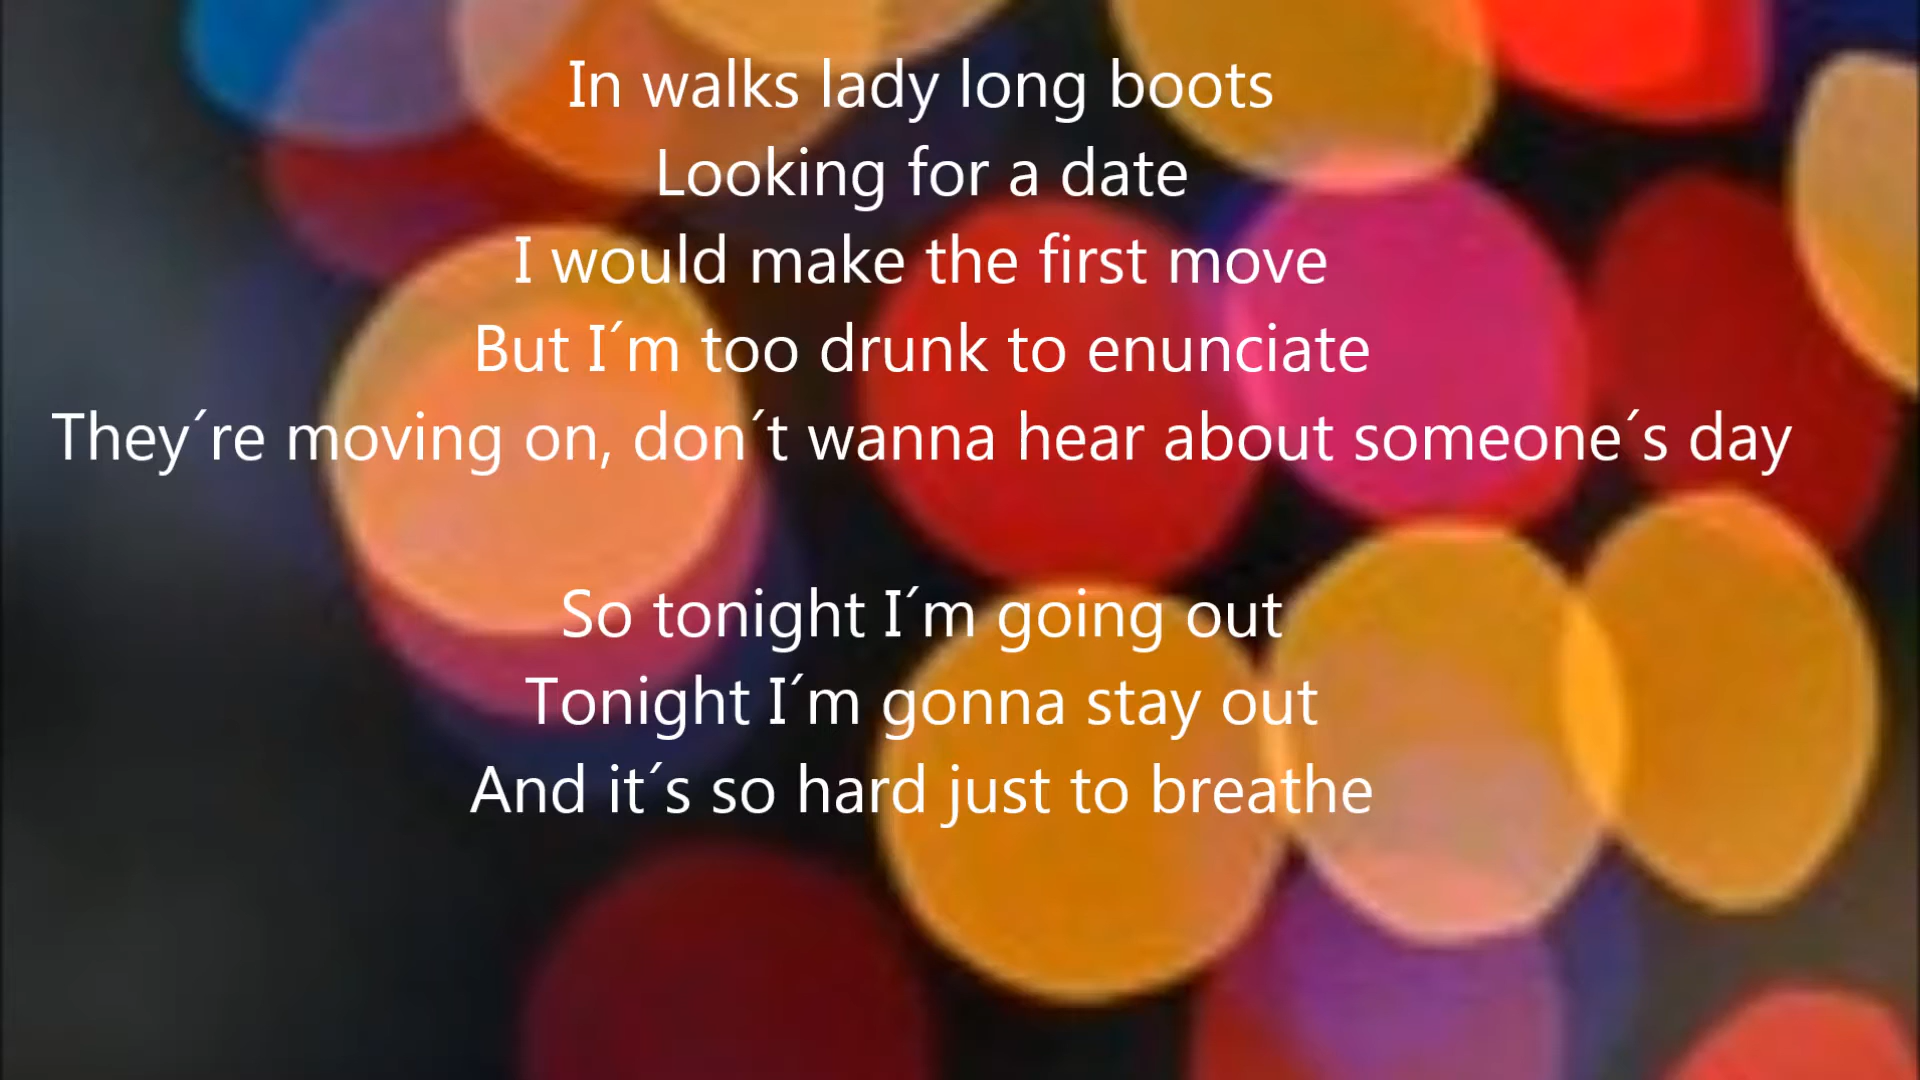 In walks lady long boots
Looking for a date
I would make the first move
But I´m too drunk to enunciate
They´re moving on, don´t wanna hear about someone´s day
So tonight I´m going out
Tonight I´m gonna stay out
And it´s so hard just to breathe